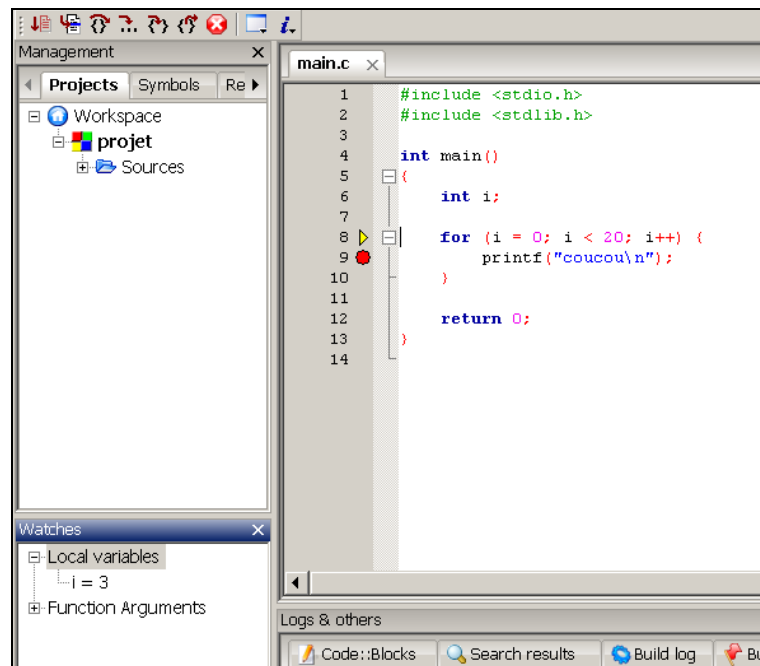 Management
Projects Symbols Re
Workspace
projet
Sources
Watches
Local variables
i = 3
Function Arguments
main.c
1 #include <stdio.h>
2 #include <stdlib.h>
3
4 int main()
5 {
6 int i;
7
8 for (i = 0; i < 20; i++) {
9 printf("coucou\n");
10 }
11
12 return 0;
13 }
14
Logs & others
Code::Blocks Search results Build log Bu